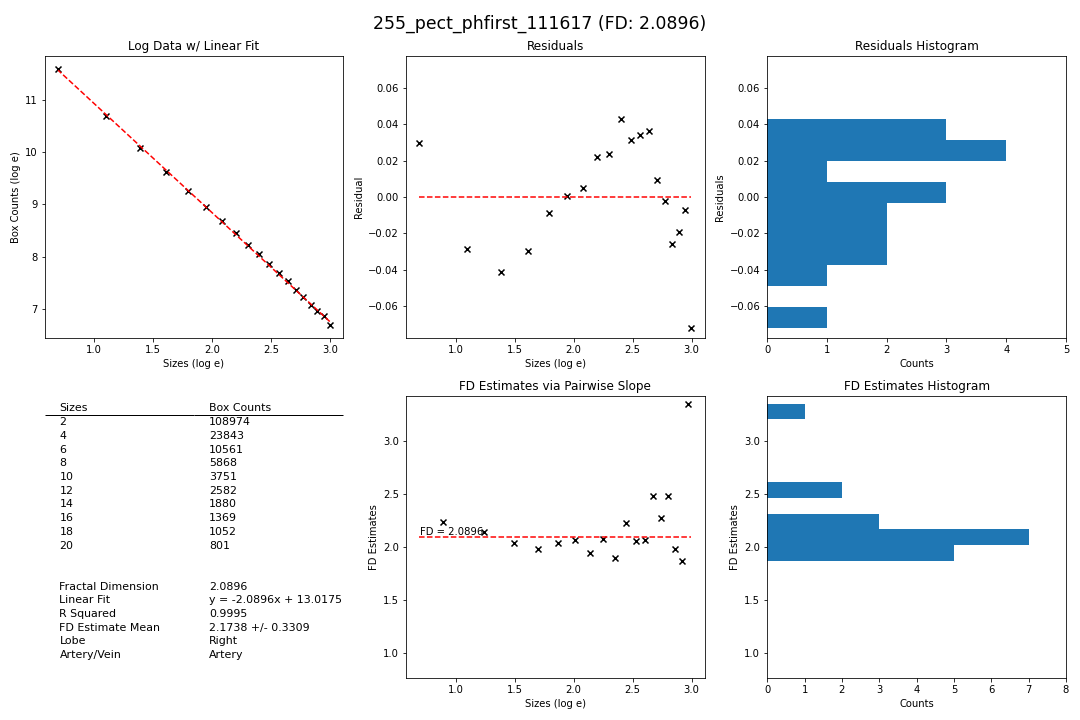 255_pect_phfirst_111617 (FD: 2.0896)
Log Data w/ Linear Fit
Box Counts (log e)
11
10
9
8
7
1.0 1.5 2.0 2.5 3.0
Sizes (log e)
Residuals
Residual
0.06
0.04
0.02
0.00
−0.02
−0.04
−0.06
1.0 1.5 2.0 2.5 3.0
Sizes (log e)
Residuals Histogram
Residuals
0.06
0.04
0.02
0.00
−0.02
−0.04
−0.06
0 1 2 3 4 5
Counts
Sizes Box Counts
2 108974
4 23843
6 10561
8 5868
10 3751
12 2582
14 1880
16 1369
18 1052
20 801
Fractal Dimension 2.0896
Linear Fit y = -2.0896x + 13.0175
R Squared 0.9995
FD Estimate Mean 2.1738 +/- 0.3309
Lobe Right
Artery/Vein Artery
FD Estimates via Pairwise Slope
FD Estimates
3.0
2.5
2.0
1.5
1.0
FD = 2.0896
1.0 1.5 2.0 2.5 3.0
Sizes (log e)
FD Estimates Histogram
FD Estimates
3.0
2.5
2.0
1.5
1.0
0 1 2 3 4 5 6 7 8
Counts